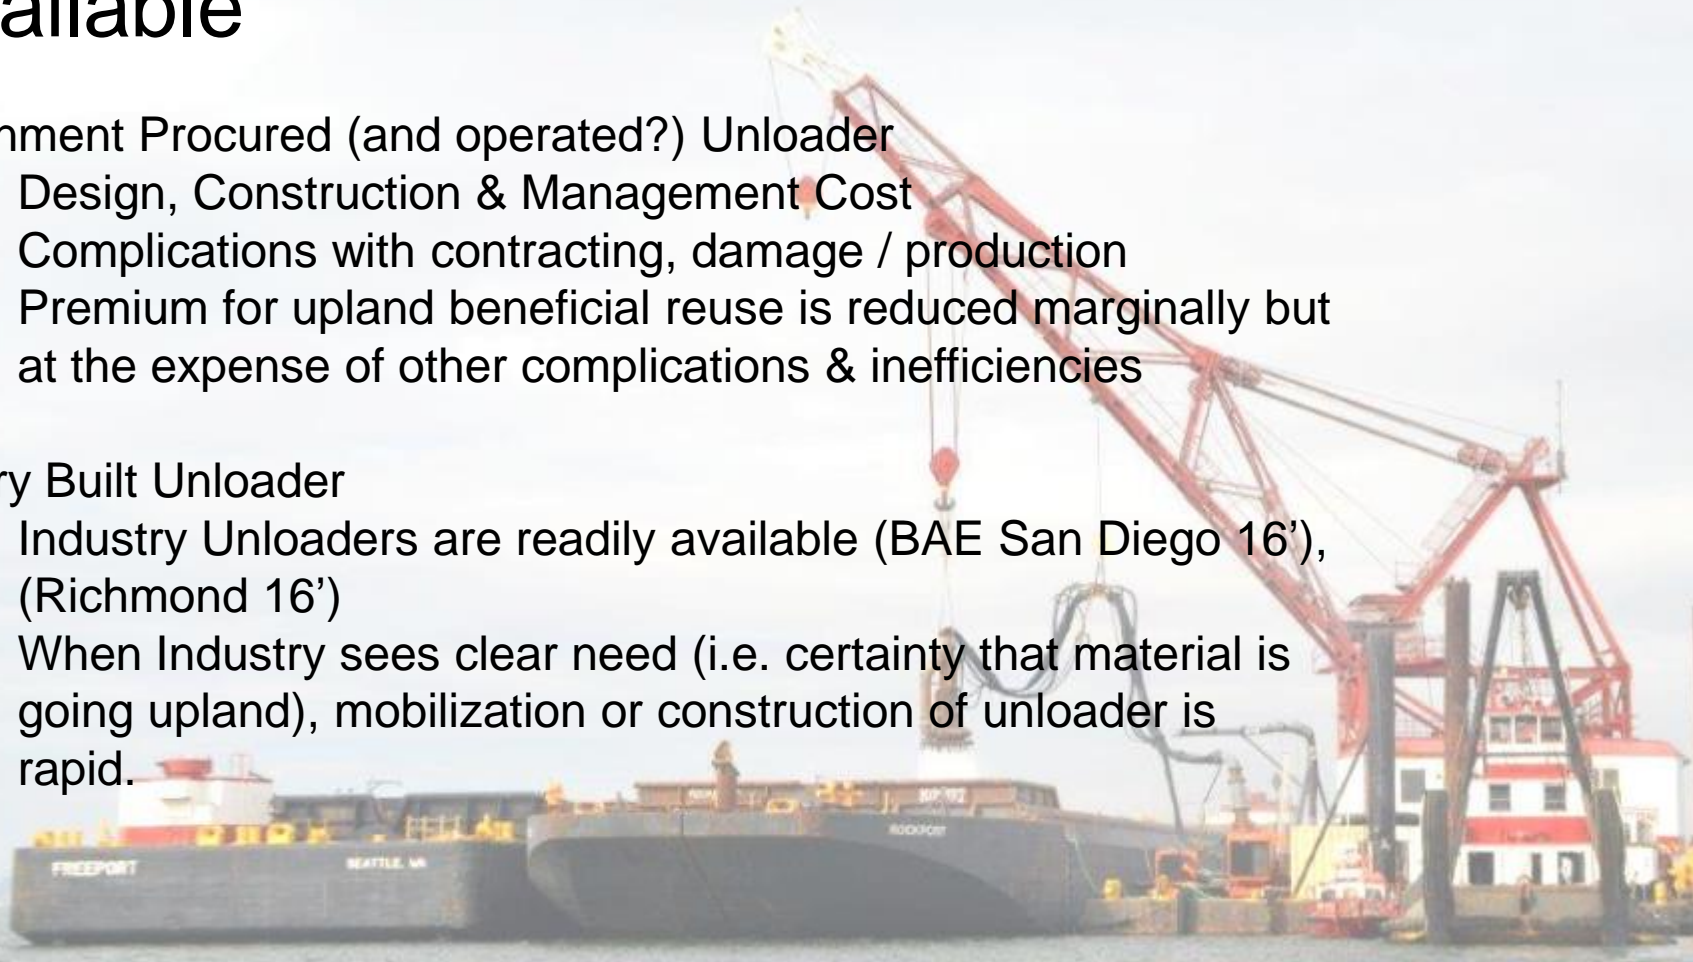 ailable
nment Procured (and operated?) Unloader
Design, Construction & Management Cost
Complications with contracting, damage / production
Premium for upland beneficial reuse is reduced marginally but
at the expense of other complications & inefficiencies
ry Built Unloader
Industry Unloaders are readily available (BAE San Diego 16’),
(Richmond 16’)
When Industry sees clear need (i.e. certainty that material is
going upland), mobilization or construction of unloader is
rapid.
FREEPORT
SEATTLE, WA
ROCKPORT